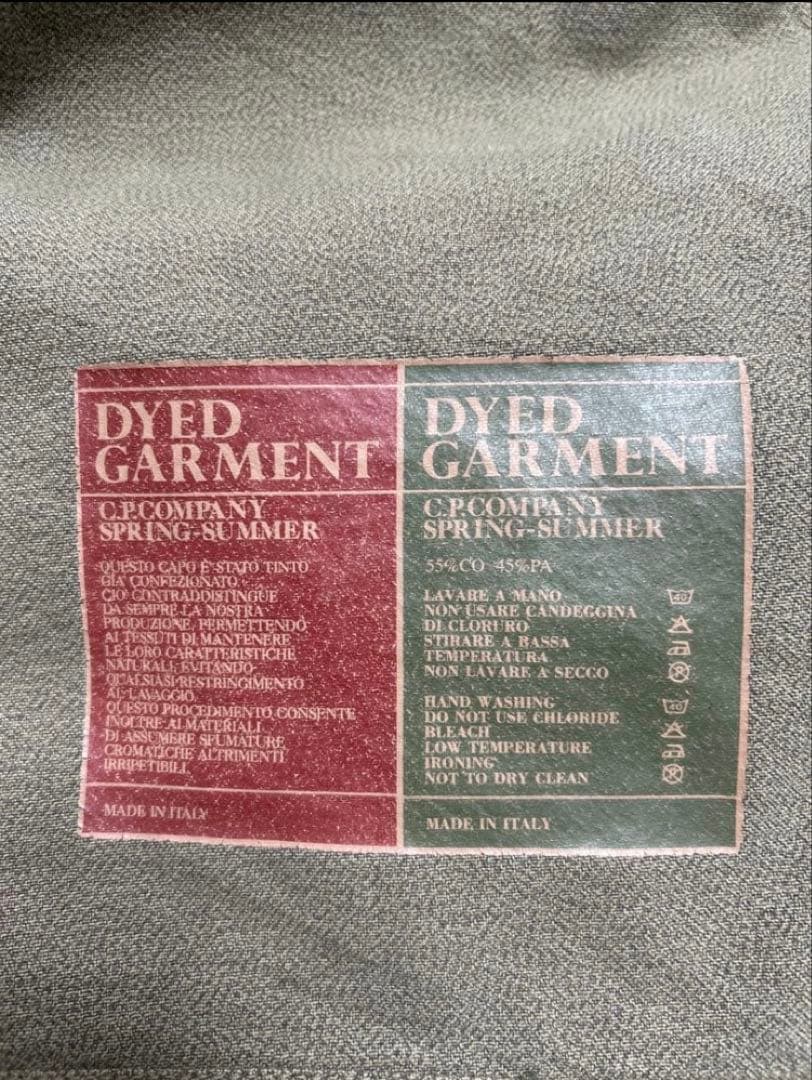 DYED
GARMENT
C.P.COMPANY
SPRING-SUMMER
QUESTO CAPO È STATO TINTO
GIA' CONFEZIONATO.
CIO' CONTRADDISTINGUE
DA SEMPRE LA NOSTRA
PRODUZIONE, PERMETTENDO
AI TESSUTI DI MANTENERE
LE LORO CARATTERISTICHE
NATURALI, EVITANDO
QUALSIASI RESTRINGIMENTO
AL LAVAGGIO.
QUESTO PROCEDIMENTO CONSENTE
INOLTRE AI MATERIALI
DI ASSUMERE SFUMATURE
CROMATICHE ALTRIMENTI
IRRIPETIBILI.
MADE IN ITALY
DYED
GARMENT
C.P.COMPANY
SPRING-SUMMER
55%CO 45%PA
LAVARE A MANO
NON USARE CANDEGGINA
DI CLORURO
STIRARE A BASSA
TEMPERATURA
NON LAVARE A SECCO
40
HAND WASHING
DO NOT USE CHLORIDE
BLEACH
LOW TEMPERATURE
IRONING
NOT TO DRY CLEAN
40
MADE IN ITALY